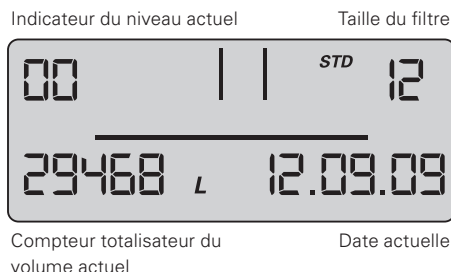 Indicateur du niveau actuel Taille du filtre
00 STD 12
29468 L 12.09.09
Compteur totalisateur du Date actuelle
volume actuel